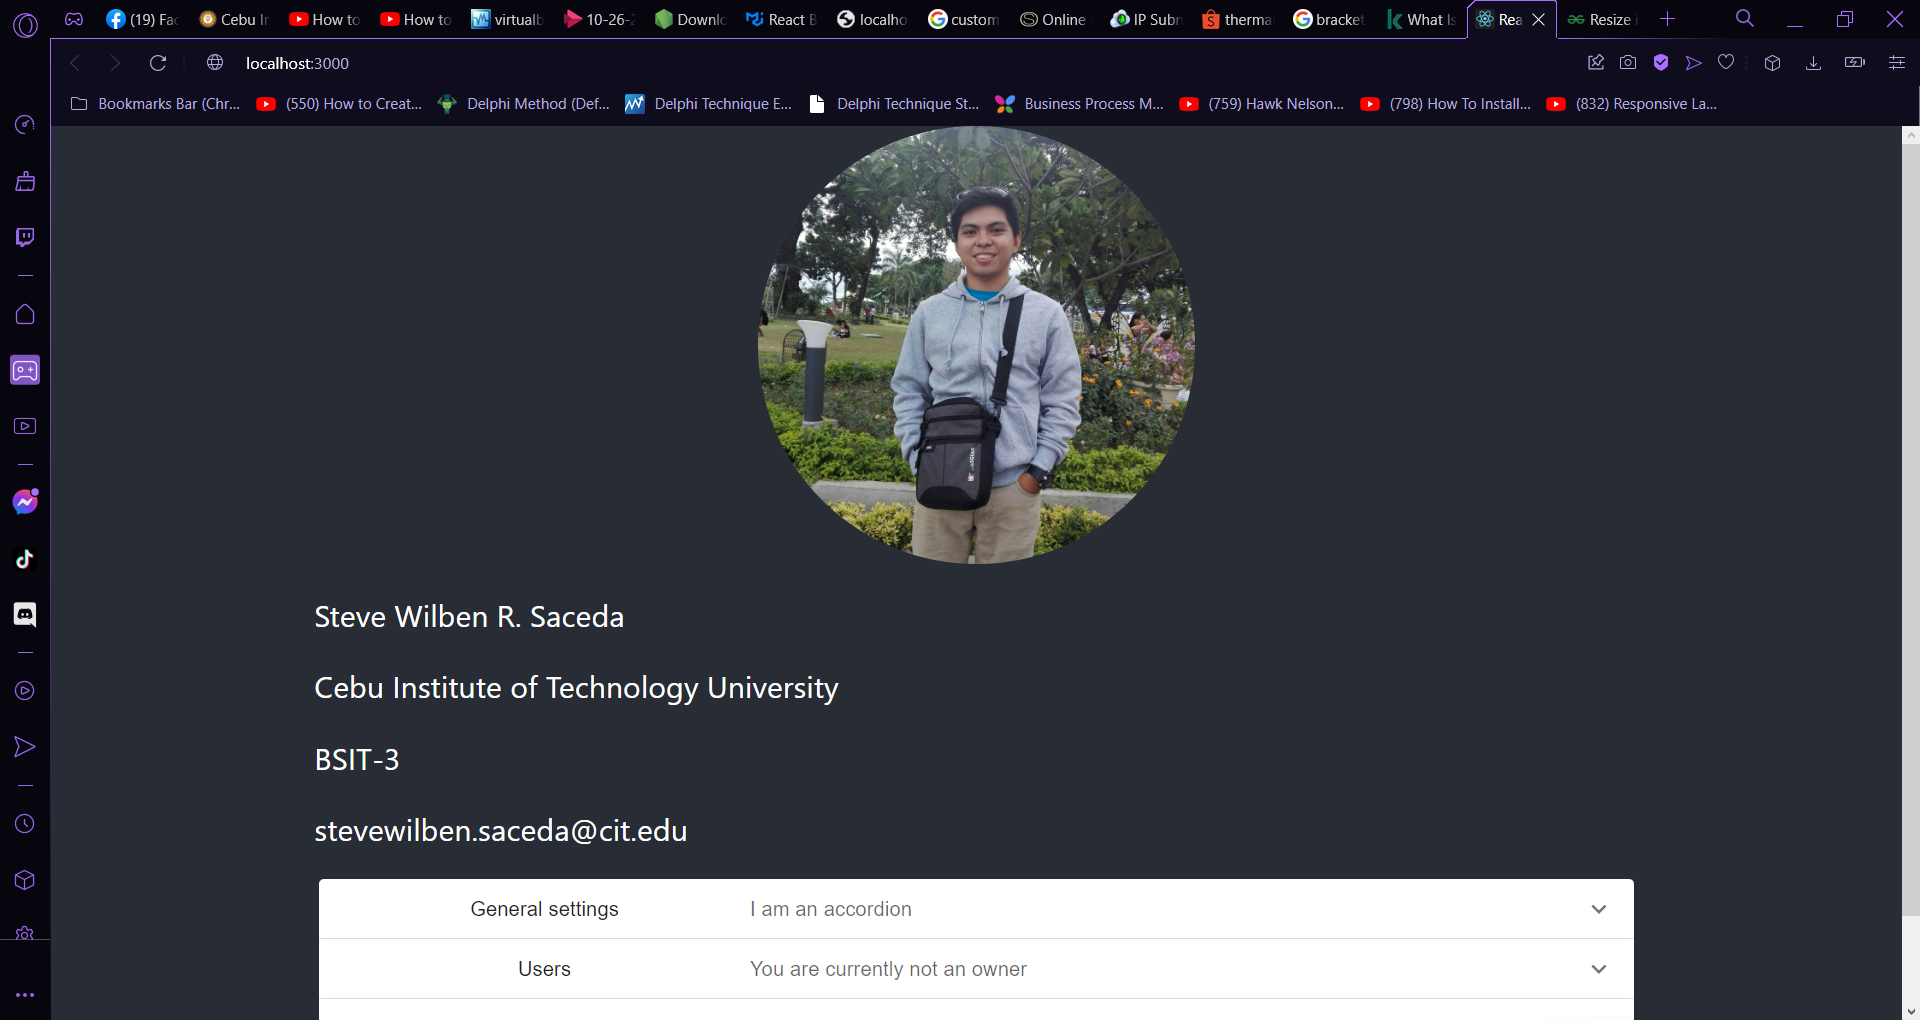 (19) Fac
Cebu In
How to
How to
virtualb
10-26-2
Downlo
React B
localho
custom
Online
IP Subn
therma
bracket
What Is
Rea
Resize i
localhost:3000
Bookmarks Bar (Chr...
(550) How to Creat...
Delphi Method (Def...
Delphi Technique E...
Delphi Technique St...
Business Process M...
(759) Hawk Nelson...
(798) How To Install...
(832) Responsive La...
Steve Wilben R. Saceda
Cebu Institute of Technology University
BSIT-3
stevewilben.saceda@cit.edu
General settings
I am an accordion
Users
You are currently not an owner